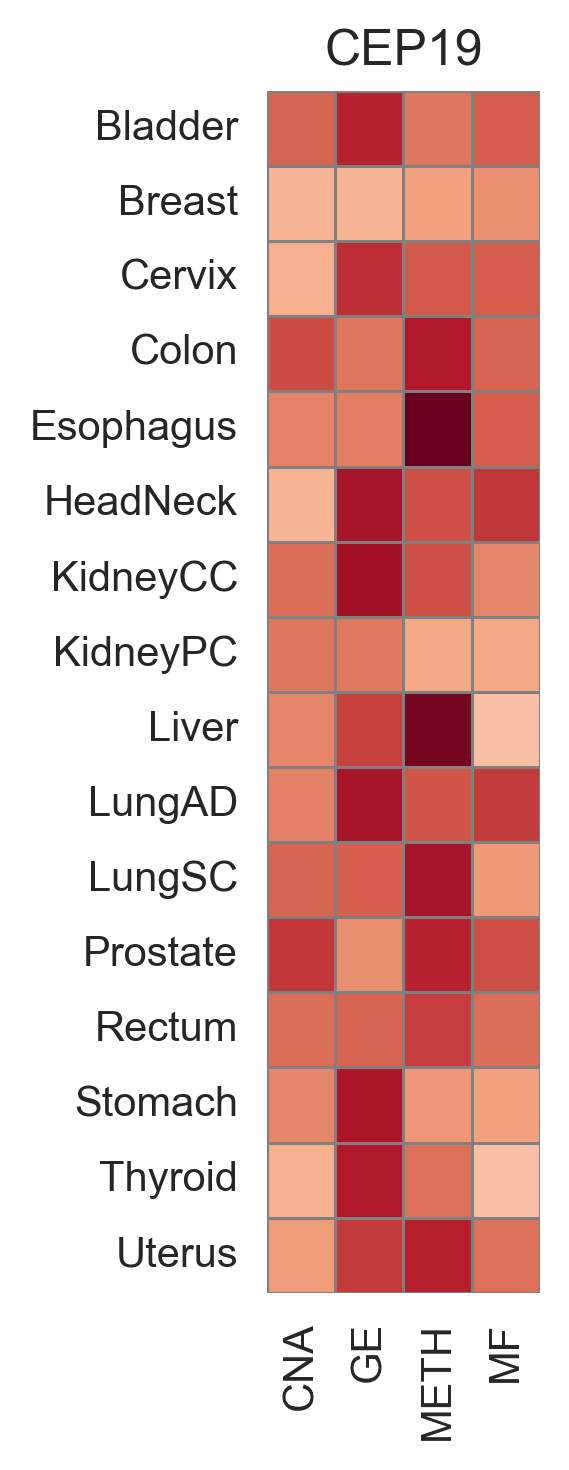 CEP19
Bladder
Breast
Cervix
Colon
Esophagus
HeadNeck
KidneyCC
KidneyPC
Liver
LungAD
LungSC
Prostate
Rectum
Stomach
Thyroid
Uterus
CNA
GE
METH
MF